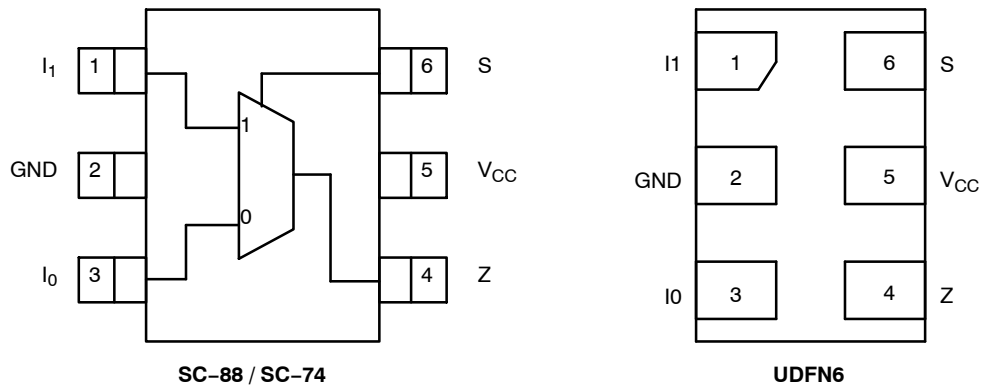 I1 1 6 S
1
GND 2 5 VCC
0
I0 3 4 Z
SC−88 / SC−74
I1 1 6 S
GND 2 5 VCC
I0 3 4 Z
UDFN6